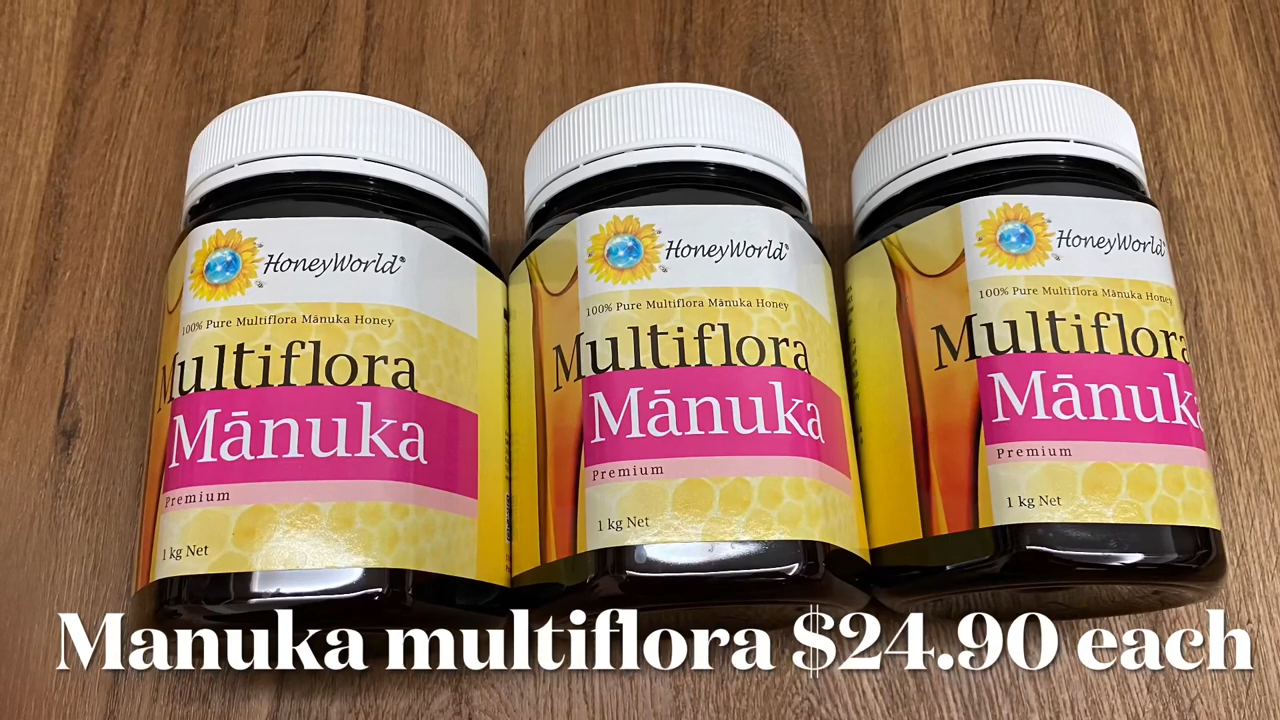 HoneyWorld®
100% Pure Multiflora Mānuka Honey
Multiflora
Mānuka
Premium
1 kg Net
HoneyWorld®
100% Pure Multiflora Mānuka Honey
Multiflora
Mānuka
Premium
1 kg Net
HoneyWorld®
100% Pure Multiflora Mānuka Honey
Multiflora
Mānuka
Premium
1 kg Net
Manuka multiflora $24.90 each